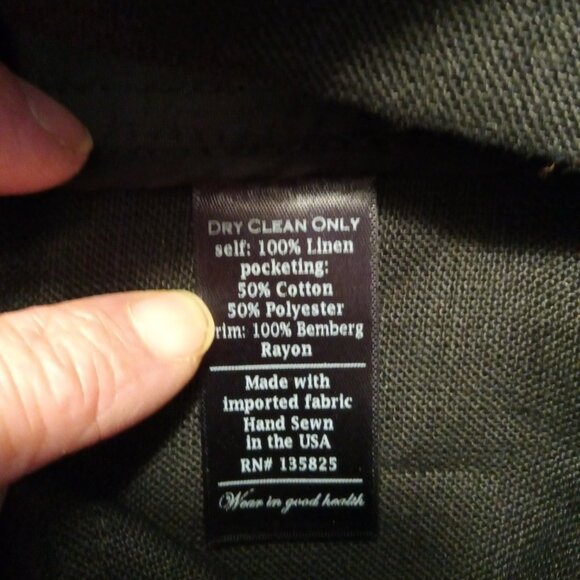 DRY CLEAN ONLY
self: 100% Linen
pocketing:
50% Cotton
50% Polyester
rim: 100% Bemberg
Rayon
Made with
imported fabric
Hand Sewn
in the USA
RN# 135825
Wear in good health